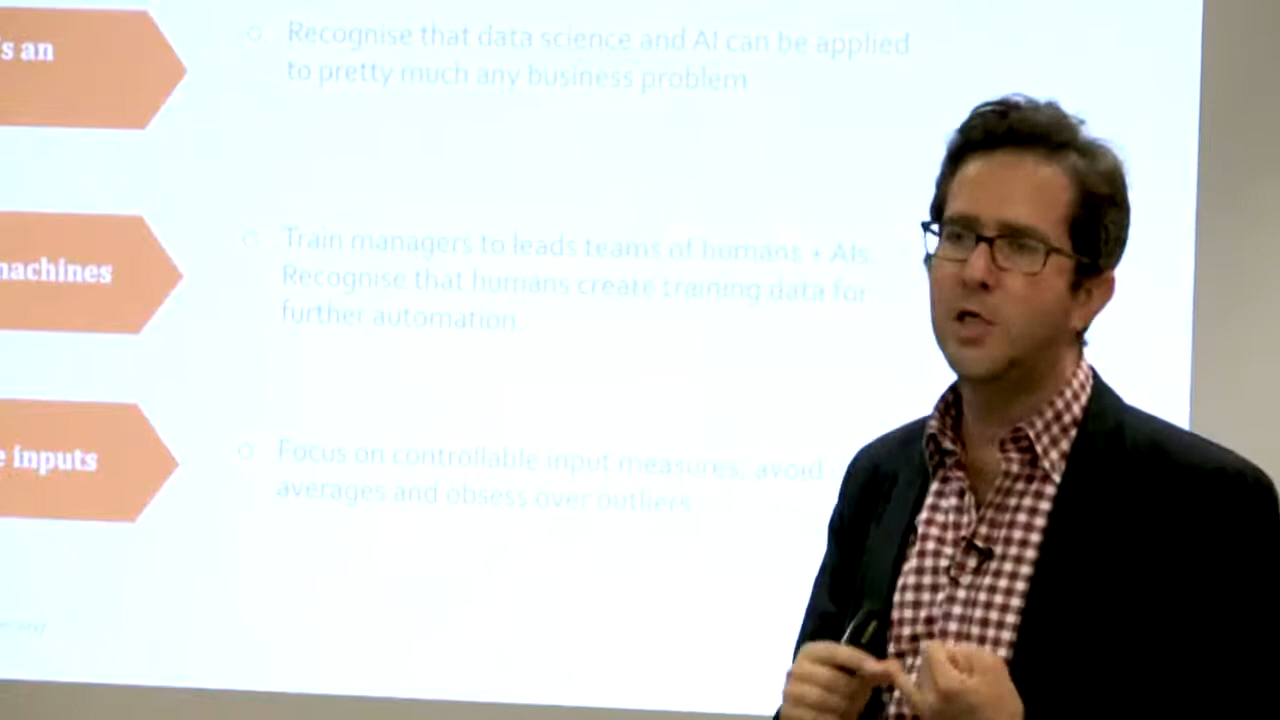 's an
Recognise that data science and AI can be applied
to pretty much any business problem
machines
Train managers to leads teams of humans + AIs.
Recognise that humans create training data for
further automation.
e inputs
Focus on controllable input measures, avoid
averages and obsess over outliers